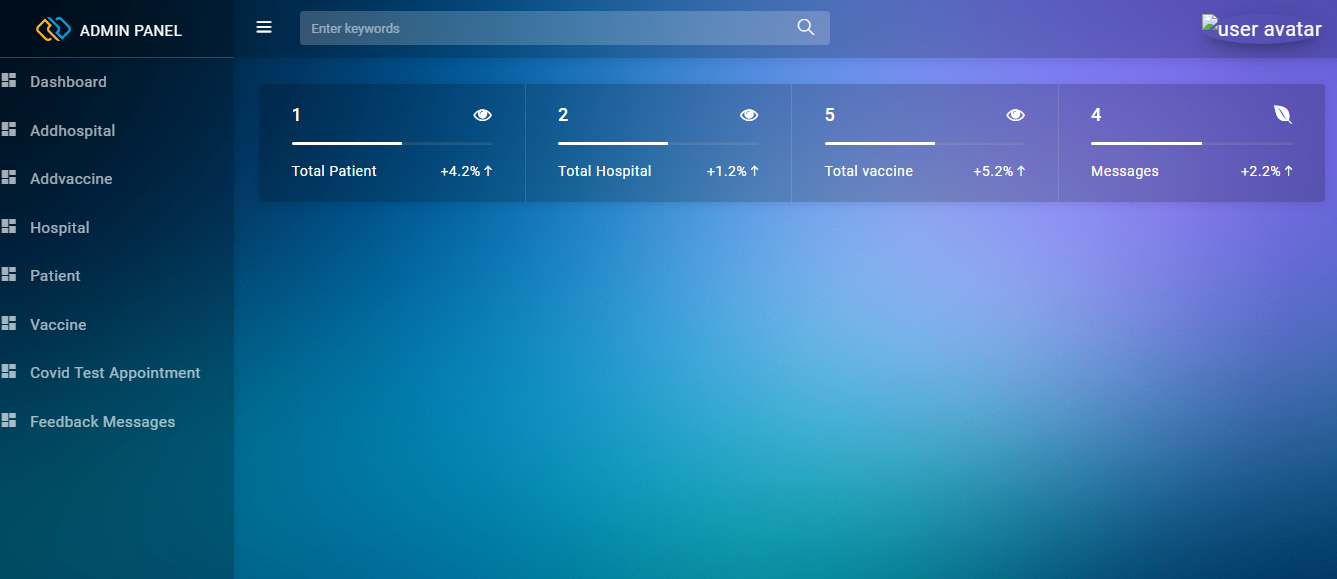 ADMIN PANEL
Enter keywords
user avatar
Dashboard
Addhospital
Addvaccine
Hospital
Patient
Vaccine
Covid Test Appointment
Feedback Messages
1
Total Patient +4.2%
2
Total Hospital +1.2%
5
Total vaccine +5.2%
4
Messages +2.2%